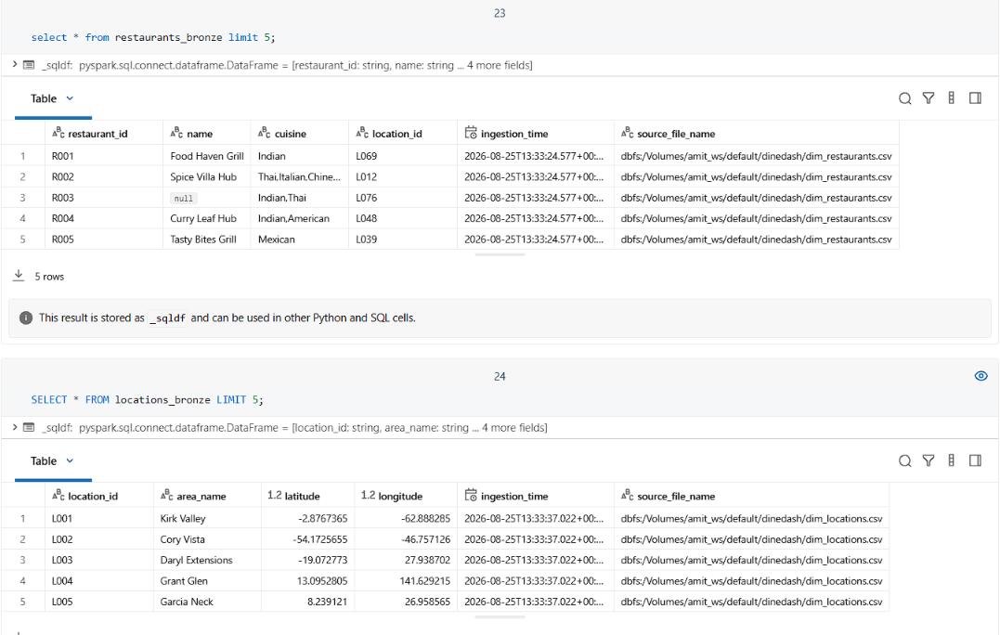 23
select * from restaurants_bronze limit 5;
_sqldf: pyspark.sql.connect.dataframe.DataFrame = [restaurant_id: string, name: string ... 4 more fields]
Table
restaurant_id name cuisine location_id ingestion_time source_file_name
1 R001 Food Haven Grill Indian L069 2026-08-25T13:33:24.577+00:... dbfs:/Volumes/amit_ws/default/dinedash/dim_restaurants.csv
2 R002 Spice Villa Hub Thai,Italian,Chine... L012 2026-08-25T13:33:24.577+00:... dbfs:/Volumes/amit_ws/default/dinedash/dim_restaurants.csv
3 R003 null Indian,Thai L076 2026-08-25T13:33:24.577+00:... dbfs:/Volumes/amit_ws/default/dinedash/dim_restaurants.csv
4 R004 Curry Leaf Hub Indian,American L048 2026-08-25T13:33:24.577+00:... dbfs:/Volumes/amit_ws/default/dinedash/dim_restaurants.csv
5 R005 Tasty Bites Grill Mexican L039 2026-08-25T13:33:24.577+00:... dbfs:/Volumes/amit_ws/default/dinedash/dim_restaurants.csv
5 rows
This result is stored as _sqldf and can be used in other Python and SQL cells.
24
SELECT * FROM locations_bronze LIMIT 5;
_sqldf: pyspark.sql.connect.dataframe.DataFrame = [location_id: string, area_name: string ... 4 more fields]
Table
location_id area_name 1.2 latitude 1.2 longitude ingestion_time source_file_name
1 L001 Kirk Valley -2.8767365 -62.888285 2026-08-25T13:33:37.022+00:... dbfs:/Volumes/amit_ws/default/dinedash/dim_locations.csv
2 L002 Cory Vista -54.1725655 -46.757126 2026-08-25T13:33:37.022+00:... dbfs:/Volumes/amit_ws/default/dinedash/dim_locations.csv
3 L003 Daryl Extensions -19.072773 27.938702 2026-08-25T13:33:37.022+00:... dbfs:/Volumes/amit_ws/default/dinedash/dim_locations.csv
4 L004 Grant Glen 13.0952805 141.629215 2026-08-25T13:33:37.022+00:... dbfs:/Volumes/amit_ws/default/dinedash/dim_locations.csv
5 L005 Garcia Neck 8.239121 26.958565 2026-08-25T13:33:37.022+00:... dbfs:/Volumes/amit_ws/default/dinedash/dim_locations.csv